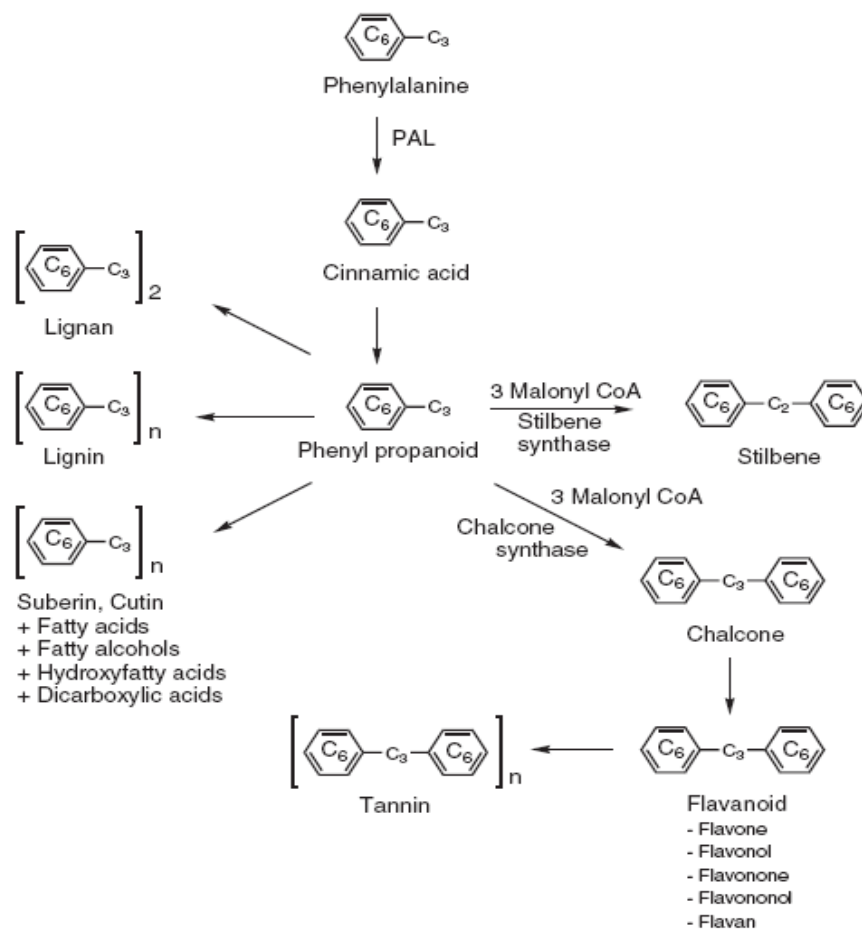 C6 C3
Phenylalanine
PAL
C6 C3
Cinnamic acid
C6 C3 2
Lignan
C6 C3 n
Lignin
C6 C3
Phenyl propanoid
3 Malonyl CoA
Stilbene
synthase
C6 C2 C6
Stilbene
C6 C3 n
Suberin, Cutin
+ Fatty acids
+ Fatty alcohols
+ Hydroxyfatty acids
+ Dicarboxylic acids
3 Malonyl CoA
Chalcone
synthase
C6 C3 C6
Chalcone
C6 C3 C6 n
Tannin
C6 C3 C6
Flavanoid
- Flavone
- Flavonol
- Flavonone
- Flavononol
- Flavan